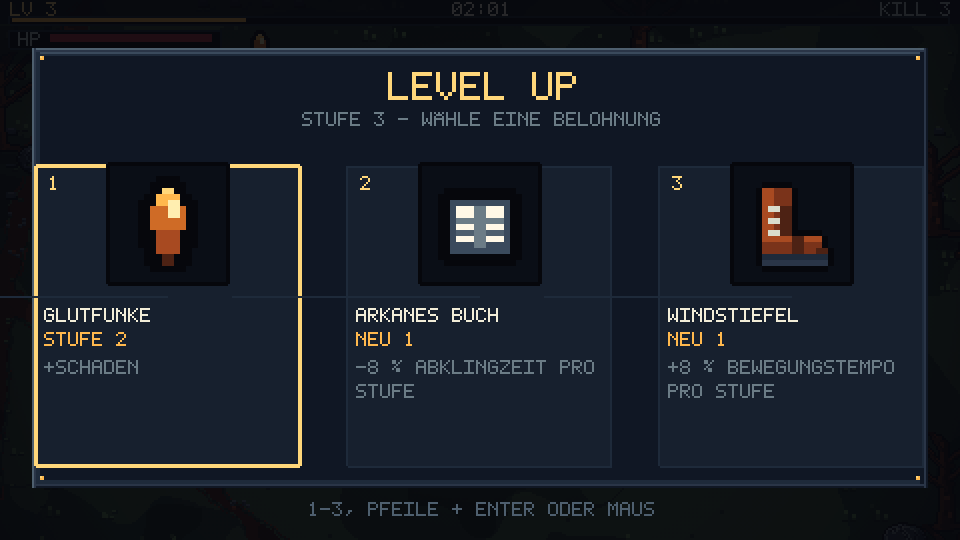 LV 3
02:01
KILL 3
HP
LEVEL UP
STUFE 3 - WÄHLE EINE BELOHNUNG
1
GLUTFUNKE
STUFE 2
+SCHADEN
2
ARKANES BUCH
NEU 1
-8 % ABKLINGZEIT PRO
STUFE
3
WINDSTIEFEL
NEU 1
+8 % BEWEGUNGSTEMPO
PRO STUFE
1-3, PFEILE + ENTER ODER MAUS